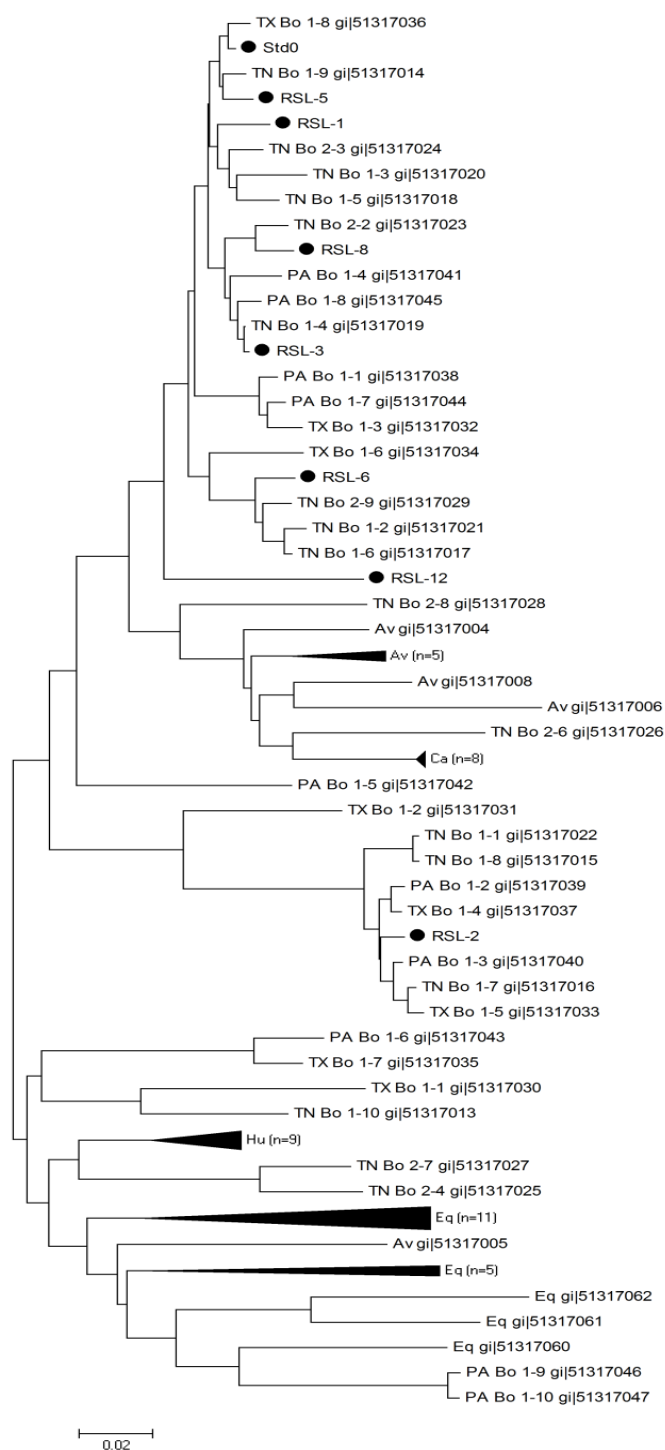 TX Bo 1-8 gi|51317036
Std0
TN Bo 1-9 gi|51317014
RSL-5
RSL-1
TN Bo 2-3 gi|51317024
TN Bo 1-3 gi|51317020
TN Bo 1-5 gi|51317018
TN Bo 2-2 gi|51317023
RSL-8
PA Bo 1-4 gi|51317041
PA Bo 1-8 gi|51317045
TN Bo 1-4 gi|51317019
RSL-3
PA Bo 1-1 gi|51317038
PA Bo 1-7 gi|51317044
TX Bo 1-3 gi|51317032
TX Bo 1-6 gi|51317034
RSL-6
TN Bo 2-9 gi|51317029
TN Bo 1-2 gi|51317021
TN Bo 1-6 gi|51317017
RSL-12
TN Bo 2-8 gi|51317028
Av gi|51317004
Av (n=5)
Av gi|51317008
Av gi|51317006
TN Bo 2-6 gi|51317026
Ca (n=8)
PA Bo 1-5 gi|51317042
TX Bo 1-2 gi|51317031
TN Bo 1-1 gi|51317022
TN Bo 1-8 gi|51317015
PA Bo 1-2 gi|51317039
TX Bo 1-4 gi|51317037
RSL-2
PA Bo 1-3 gi|51317040
TN Bo 1-7 gi|51317016
TX Bo 1-5 gi|51317033
PA Bo 1-6 gi|51317043
TX Bo 1-7 gi|51317035
TX Bo 1-1 gi|51317030
TN Bo 1-10 gi|51317013
Hu (n=9)
TN Bo 2-7 gi|51317027
TN Bo 2-4 gi|51317025
Eq (n=11)
Av gi|51317005
Eq (n=5)
Eq gi|51317062
Eq gi|51317061
Eq gi|51317060
PA Bo 1-9 gi|51317046
PA Bo 1-10 gi|51317047
0.02